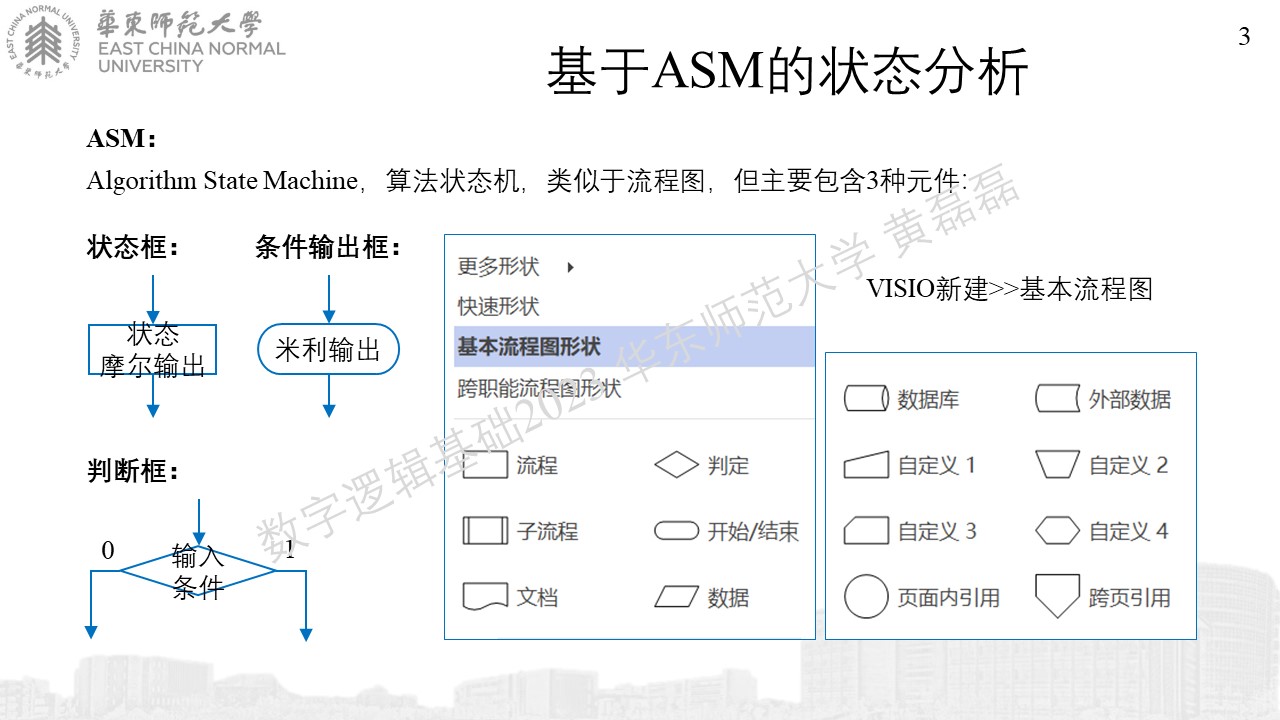 華東師范大學
EAST CHINA NORMAL
UNIVERSITY
EAST CHINA NORMAL UNIVERSITY
華東師范大學
3
基于ASM的状态分析
ASM：
Algorithm State Machine，算法状态机，类似于流程图，但主要包含3种元件：
状态框：
状态
摩尔输出
条件输出框：
米利输出
判断框：
0
输入
条件
1
更多形状
快速形状
基本流程图形状
跨职能流程图形状
流程
判定
子流程
开始/结束
文档
数据
VISIO新建>>基本流程图
数据库
外部数据
自定义 1
自定义 2
自定义 3
自定义 4
页面内引用
跨页引用
数字逻辑基础2023 华东师范大学 黄磊磊